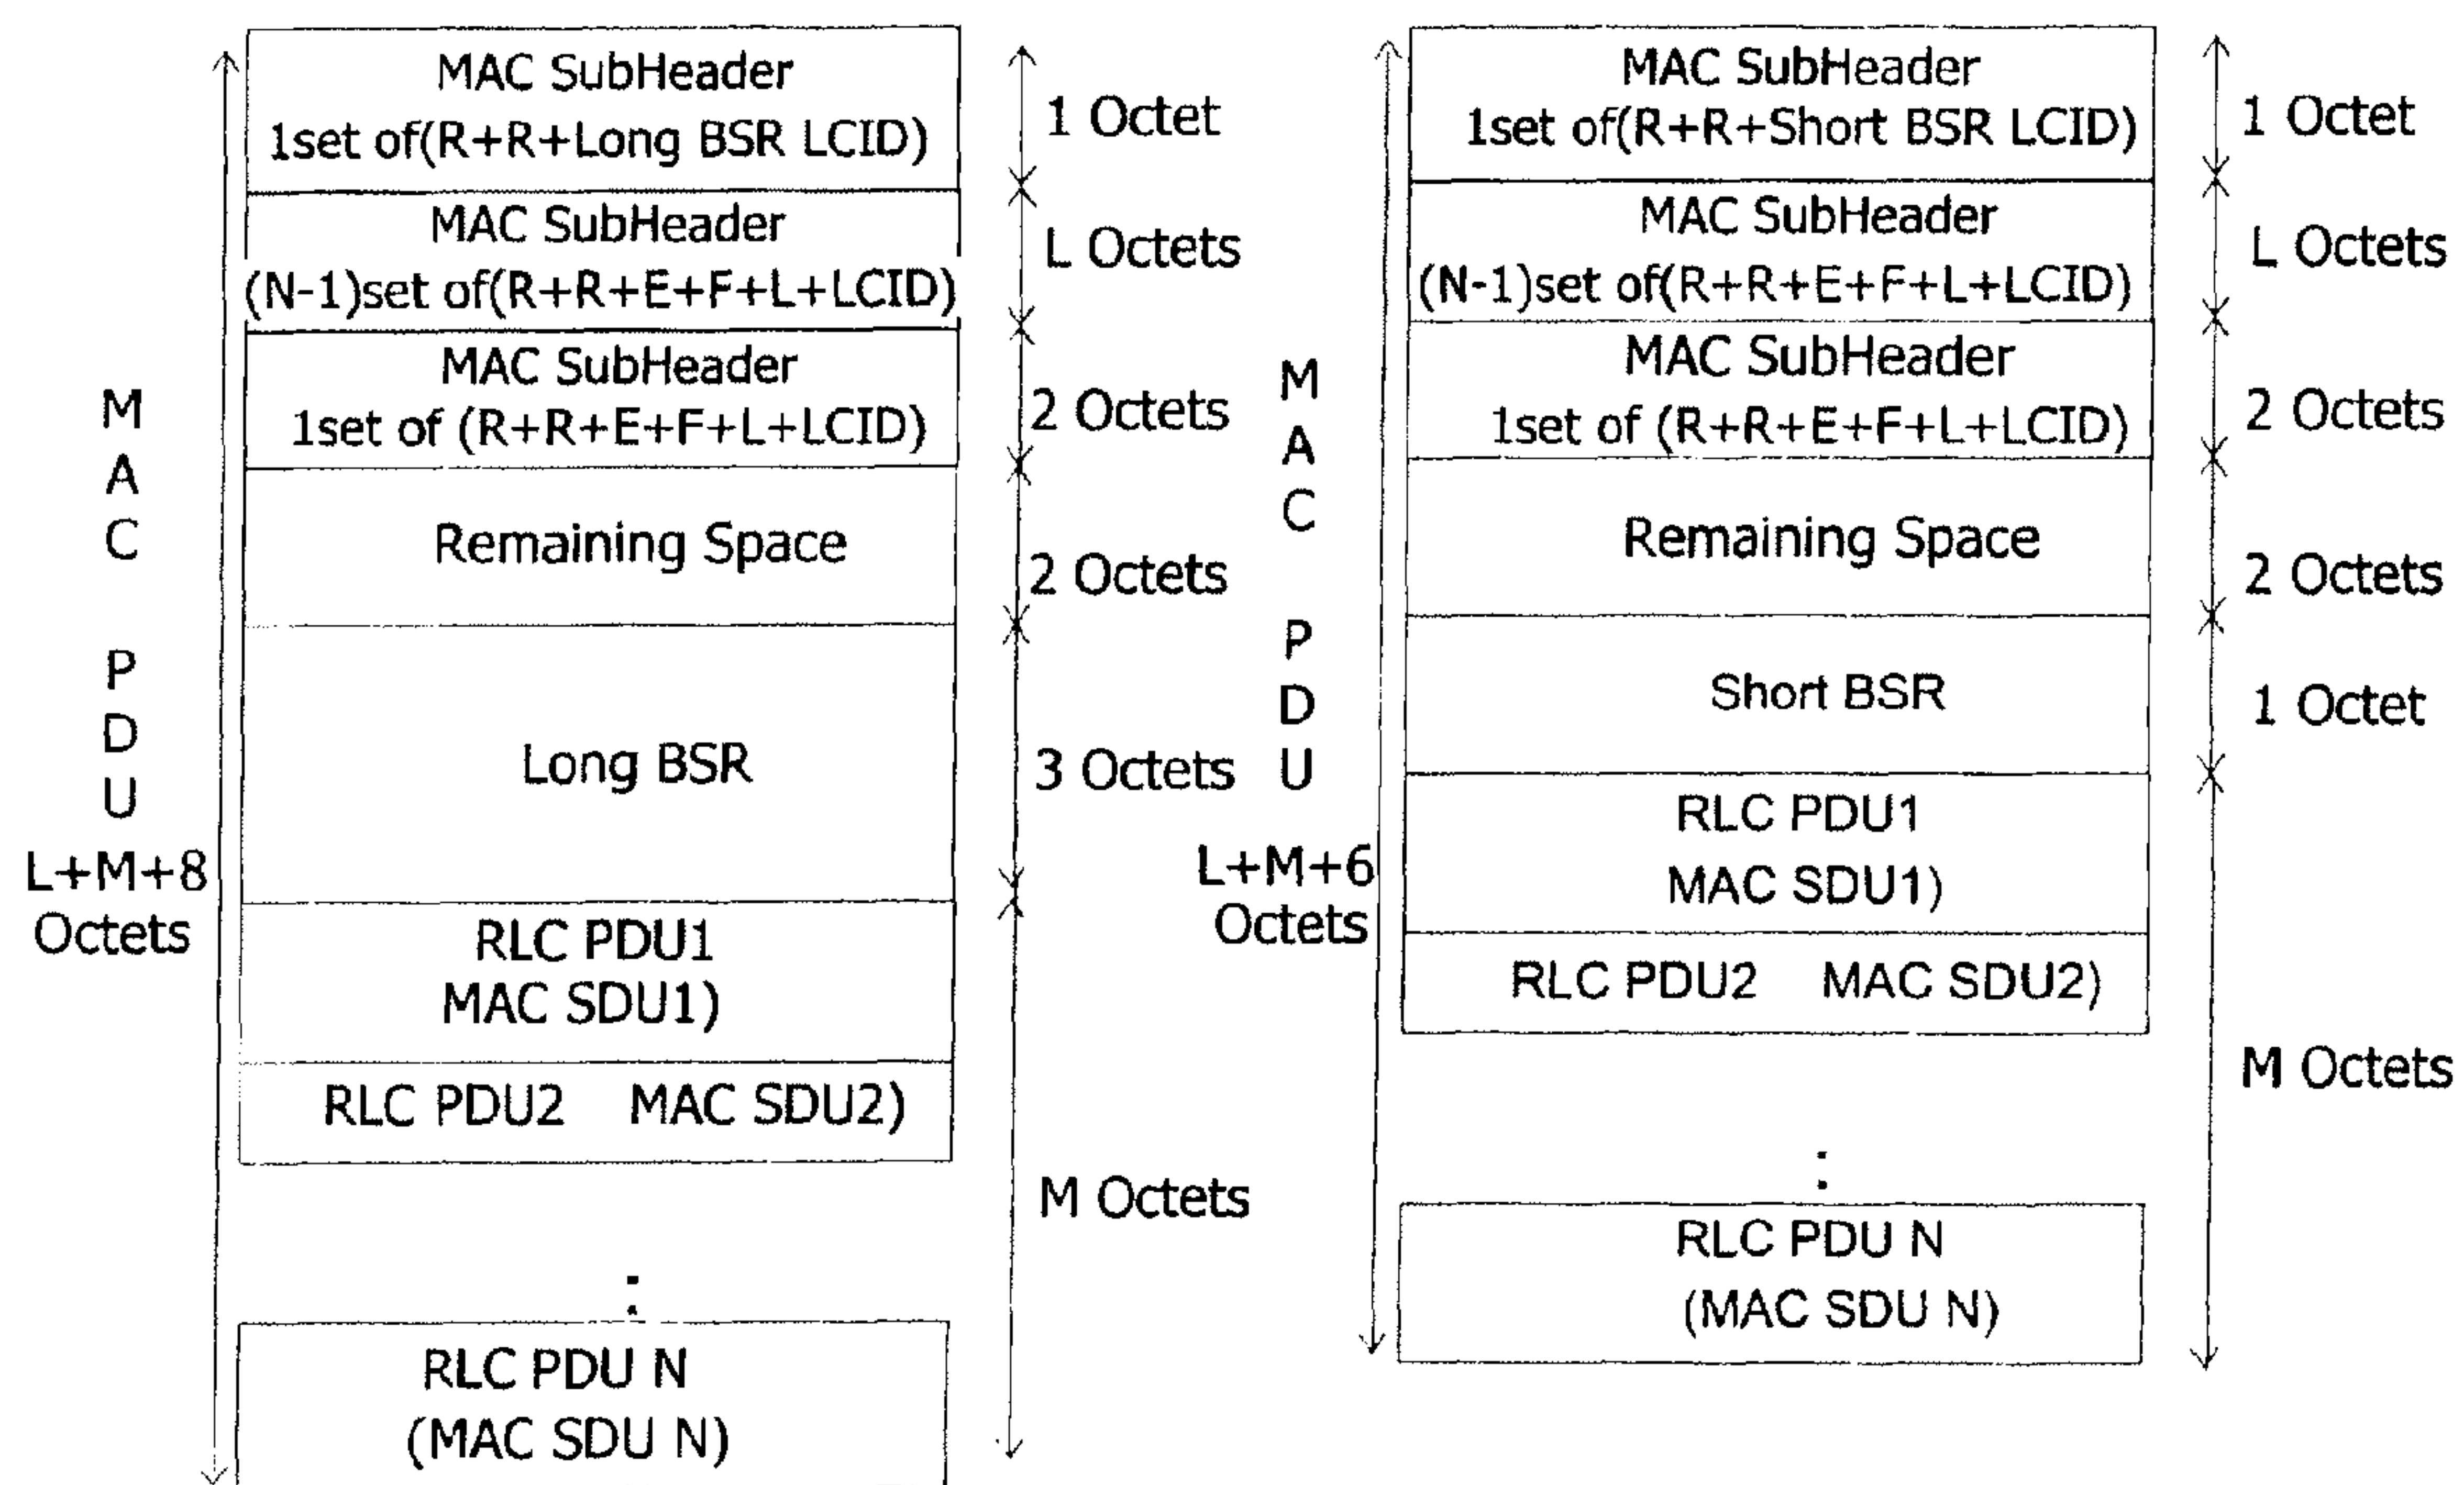 MAC SubHeader
1set of(R+R+Long BSR LCID)
MAC SubHeader
(N-1)set of(R+R+E+F+L+LCID)
MAC SubHeader
1set of (R+R+E+F+L+LCID)
Remaining Space
Long BSR
RLC PDU1
MAC SDU1)
RLC PDU2 MAC SDU2)
:
RLC PDU N
(MAC SDU N)
M
A
C
P
D
U
L+M+8
Octets
1 Octet
L Octets
2 Octets
2 Octets
3 Octets
M Octets
MAC SubHeader
1set of(R+R+Short BSR LCID)
MAC SubHeader
(N-1)set of(R+R+E+F+L+LCID)
MAC SubHeader
1set of (R+R+E+F+L+LCID)
Remaining Space
Short BSR
RLC PDU1
MAC SDU1)
RLC PDU2 MAC SDU2)
:
RLC PDU N
(MAC SDU N)
M
A
C
P
D
U
L+M+6
Octets
1 Octet
L Octets
2 Octets
2 Octets
1 Octet
M Octets